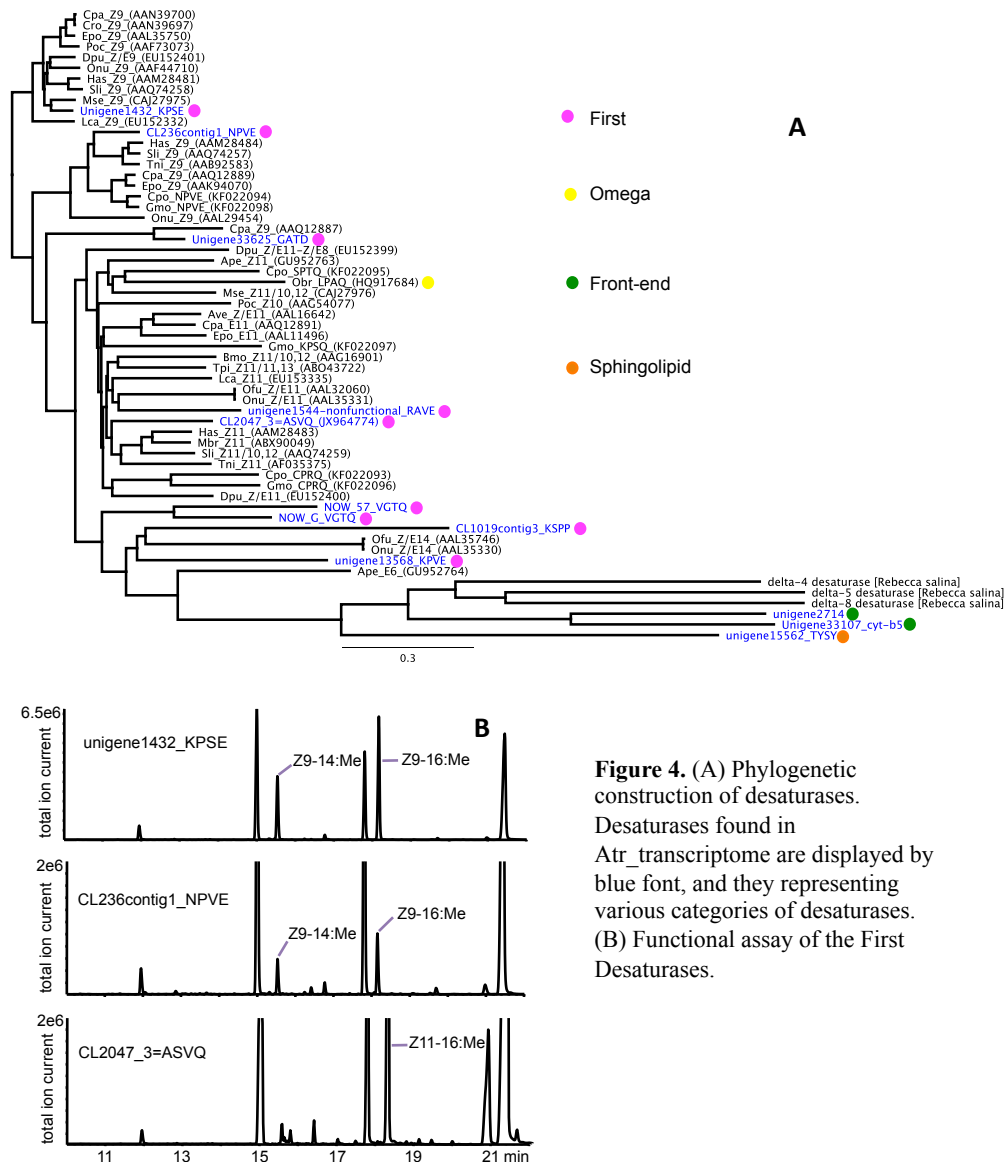 Cpa_Z9_(AAN39700)
Cro_Z9_(AAN39697)
Epo_Z9_(AAL35750)
Poc_Z9_(AAF73073)
Dpu_Z/E9_(EU152401)
Onu_Z9_(AAF44710)
Has_Z9_(AAM28481)
Sli_Z9_(AAQ74258)
Mse_Z9_(CAJ27975)
Unigene1432_KPSE
Lca_Z9_(EU152332)
CL236contig1_NPVE
Has_Z9_(AAM28484)
Sli_Z9_(AAQ74257)
Tni_Z9_(AAB92583)
Cpa_Z9_(AAQ12889)
Epo_Z9_(AAK94070)
Cpo_NPVE_(KF022094)
Gmo_NPVE_(KF022098)
Onu_Z9_(AAL29454)
Cpa_Z9_(AAQ12887)
Unigene33625_GATD
Dpu_Z/E11-Z/E8_(EU152399)
Ape_Z11_(GU952763)
Cpo_SPTQ_(KF022095)
Obr_LPAQ_(HQ917684)
Mse_Z11/10,12_(CAJ27976)
Poc_Z10_(AAG54077)
Ave_Z/E11_(AAL16642)
Cpa_E11_(AAQ12891)
Epo_E11_(AAL11496)
Gmo_KPSQ_(KF022097)
Bmo_Z11/10,12_(AAG16901)
Tpi_Z11/11,13_(ABO43722)
Lca_Z11_(EU153335)
Ofu_Z/E11_(AAL32060)
Onu_Z/E11_(AAL35331)
unigene1544-nonfunctional_RAVE
CL2047_3=ASVQ_(JX964774)
Has_Z11_(AAM28483)
Mbr_Z11_(ABX90049)
Sli_Z11/10,12_(AAQ74259)
Tni_Z11_(AF035375)
Cpo_CPRQ_(KF022093)
Gmo_CPRQ_(KF022096)
Dpu_Z/E11_(EU152400)
NOW_57_VGTQ
NOW_G_VGTQ
CL1019contig3_KSPP
Ofu_Z/E14_(AAL35746)
Onu_Z/E14_(AAL35330)
unigene13568_KPVE
Ape_E6_(GU952764)
delta-4 desaturase [Rebecca salina]
delta-5 desaturase [Rebecca salina]
delta-8 desaturase [Rebecca salina]
unigene2714
Unigene33107_cyt-b5
unigene15562_TYSY
0.3
A
First
Omega
Front-end
Sphingolipid
B
6.5e6
total ion current
unigene1432_KPSE
Z9-14:Me
Z9-16:Me
2e6
total ion current
CL236contig1_NPVE
Z9-14:Me
Z9-16:Me
2e6
total ion current
CL2047_3=ASVQ
Z11-16:Me
11 13 15 17 19 21 min
Figure 4. (A) Phylogenetic
construction of desaturases.
Desaturases found in
Atr_transcriptome are displayed by
blue font, and they representing
various categories of desaturases.
(B) Functional assay of the First
Desaturases.